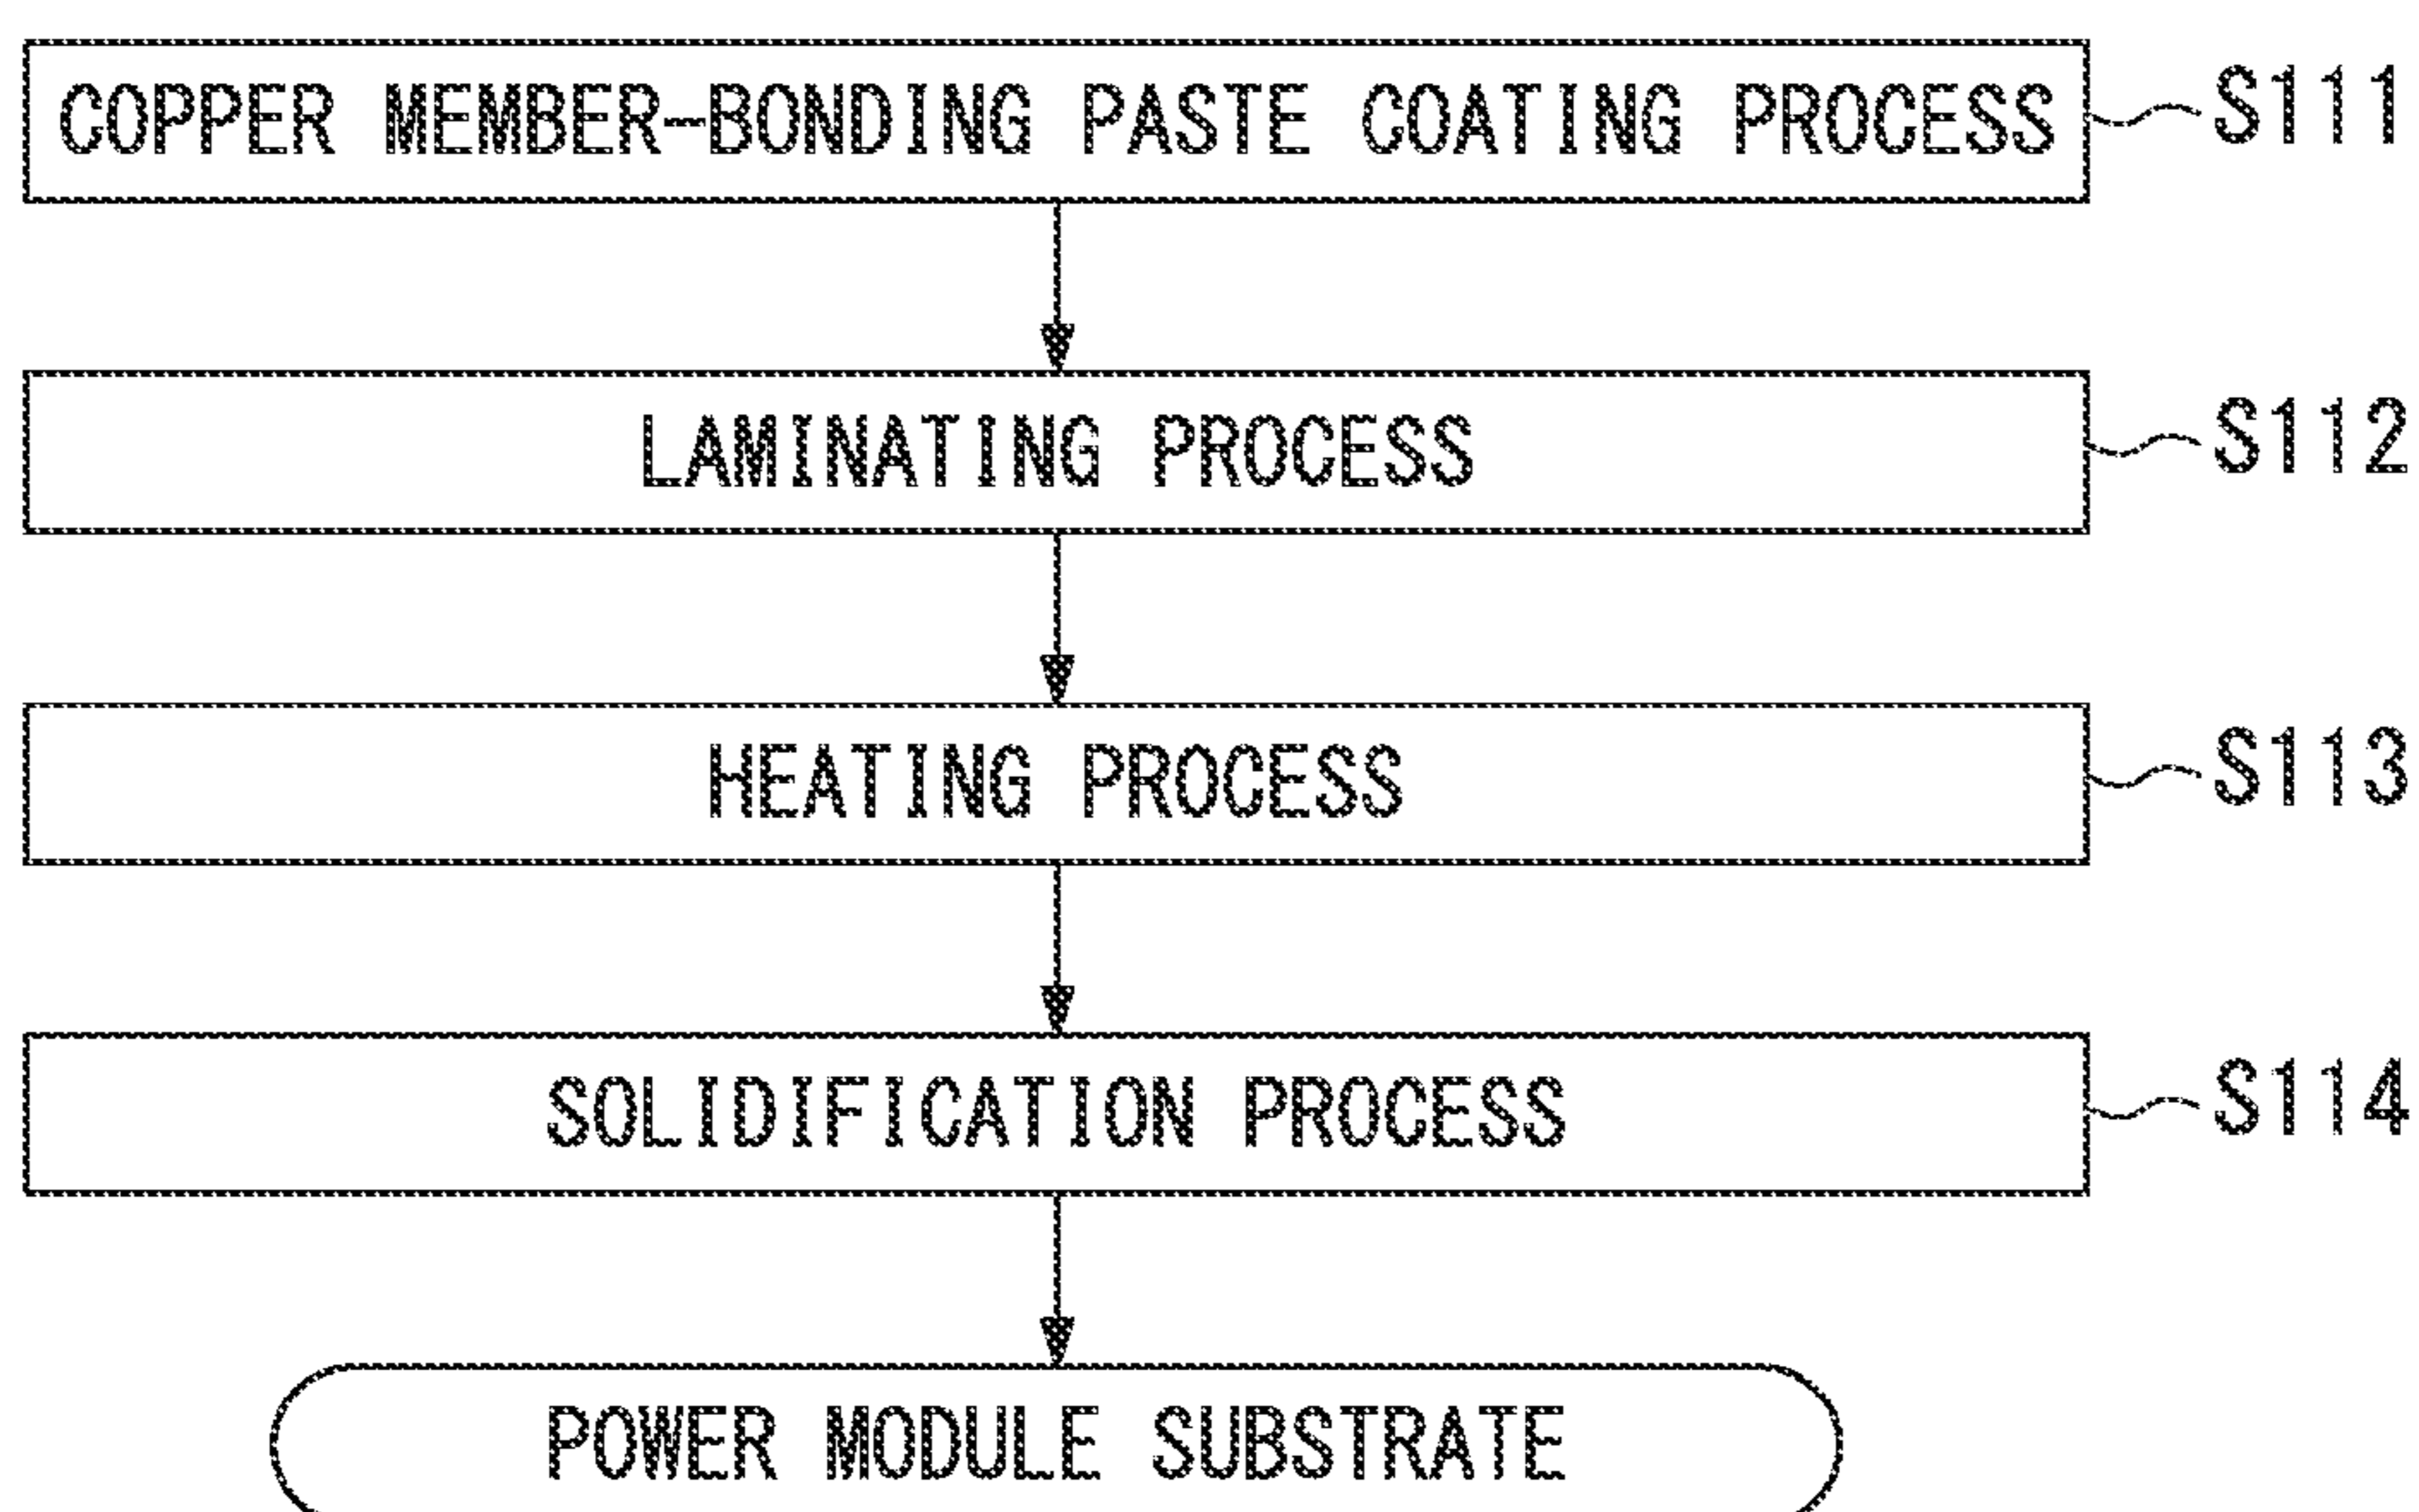 COPPER MEMBER-BONDING PASTE COATING PROCESS S111
LAMINATING PROCESS S112
HEATING PROCESS S113
SOLIDIFICATION PROCESS S114
POWER MODULE SUBSTRATE